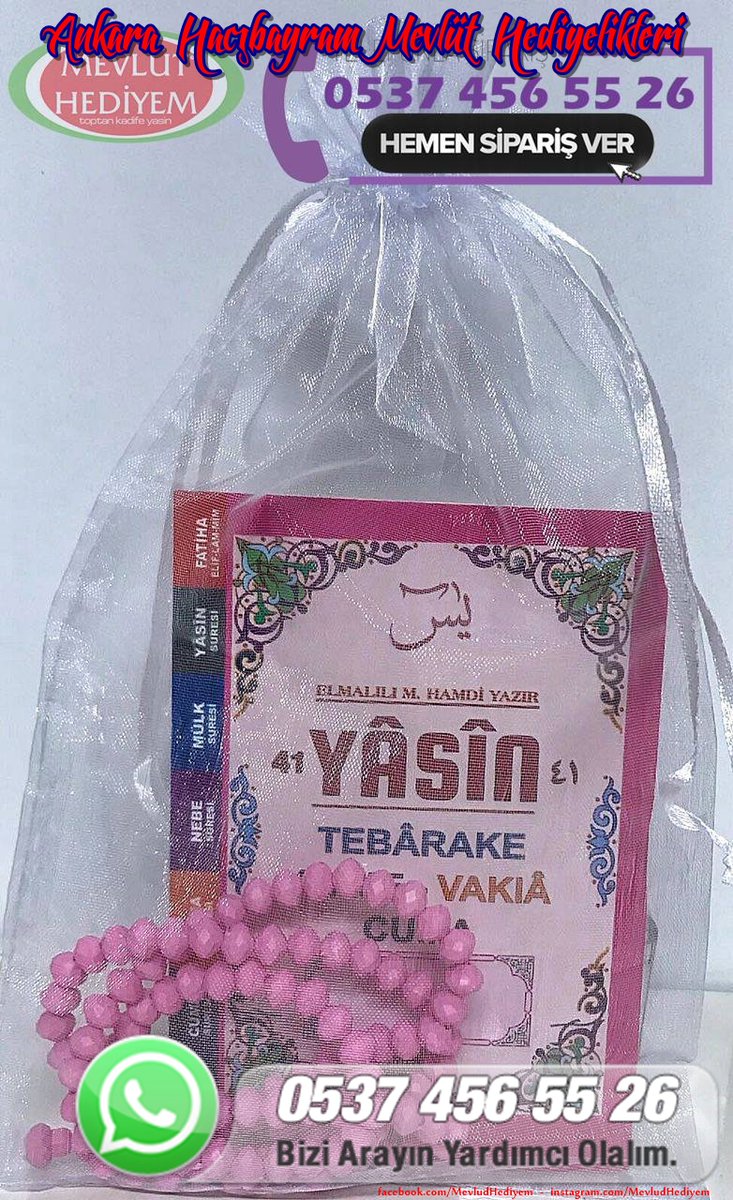 Ankara Hacıbayram Mevlüt Hediyelikleri
MEVLÜT
HEDİYEM
toptan kadife yasin
0537 456 55 26
HEMEN SİPARİŞ VER
FATİHA
ELİF-LAM-MİM
YÂSÎN
SURESİ
MÜLK
SURESİ
NEBE
SURESİ
يس
ELMALILI M. HAMDİ YAZIR
41 YÂSÎN ٤١
TEBÂRAKE
VAKIÂ
0537 456 55 26
Bizi Arayın Yardımcı Olalım.
facebook.com/MevludHediyem - instagram.com/MevludHediyem